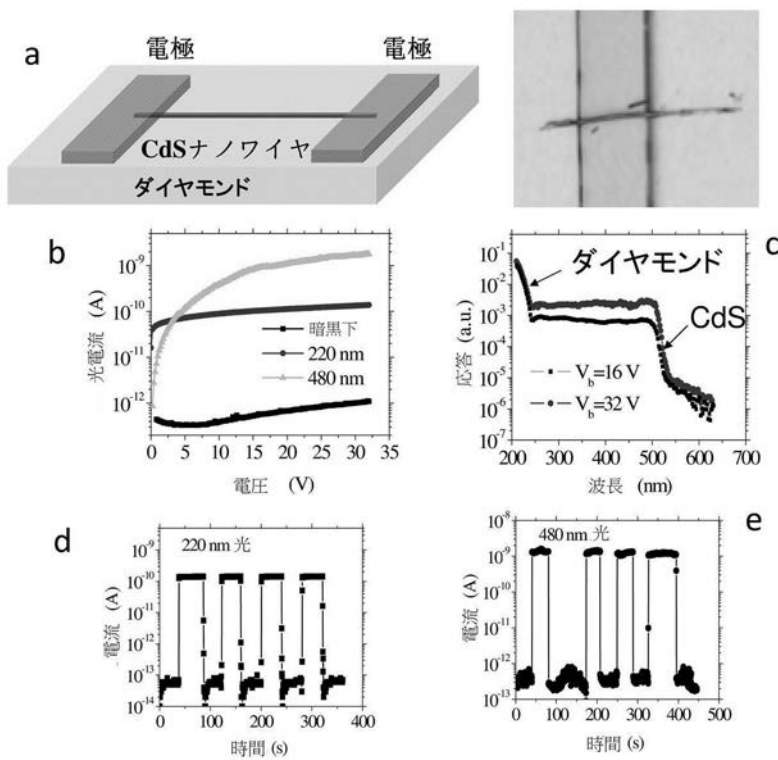 a
電極
電極
CdSナノワイヤ
ダイヤモンド
b
光電流 (A)
10⁻⁹
10⁻¹⁰
10⁻¹¹
10⁻¹²
暗黒下
220 nm
480 nm
0 5 10 15 20 25 30 35
電圧 (V)
c
応答 (a.u.)
10⁻¹
10⁻²
10⁻³
10⁻⁴
10⁻⁵
10⁻⁶
10⁻⁷
ダイヤモンド
CdS
V_b=16 V
V_b=32 V
200 300 400 500 600 700
波長 (nm)
d
220 nm 光
電流 (A)
10⁻⁸
10⁻⁹
10⁻¹⁰
10⁻¹¹
10⁻¹²
10⁻¹³
10⁻¹⁴
0 100 200 300 400
時間 (s)
e
480 nm 光
電流 (A)
10⁻⁸
10⁻⁹
10⁻¹⁰
10⁻¹¹
10⁻¹²
10⁻¹³
0 100 200 300 400 500
時間 (s)